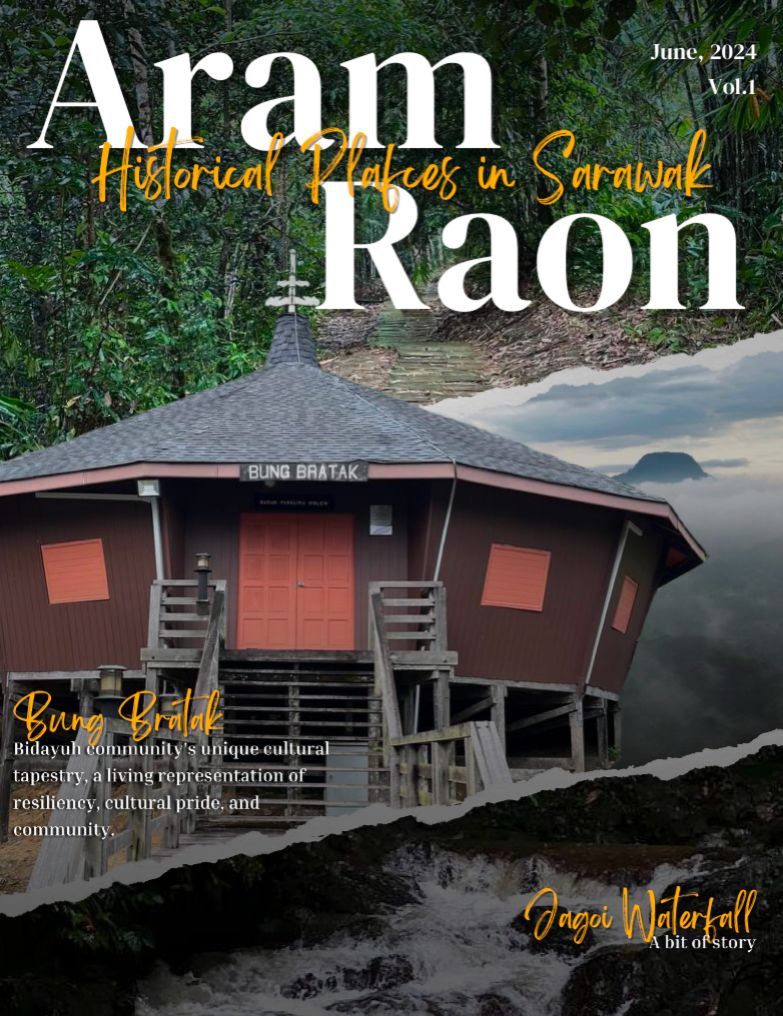 Aram
June, 2024
Vol.1
Historical Plafces in Sarawak
Raon
BUNG BRATAK
Bung Bratak
Bidayuh community's unique cultural
tapestry, a living representation of
resiliency, cultural pride, and
community.
Jagoi Waterfall
A bit of story